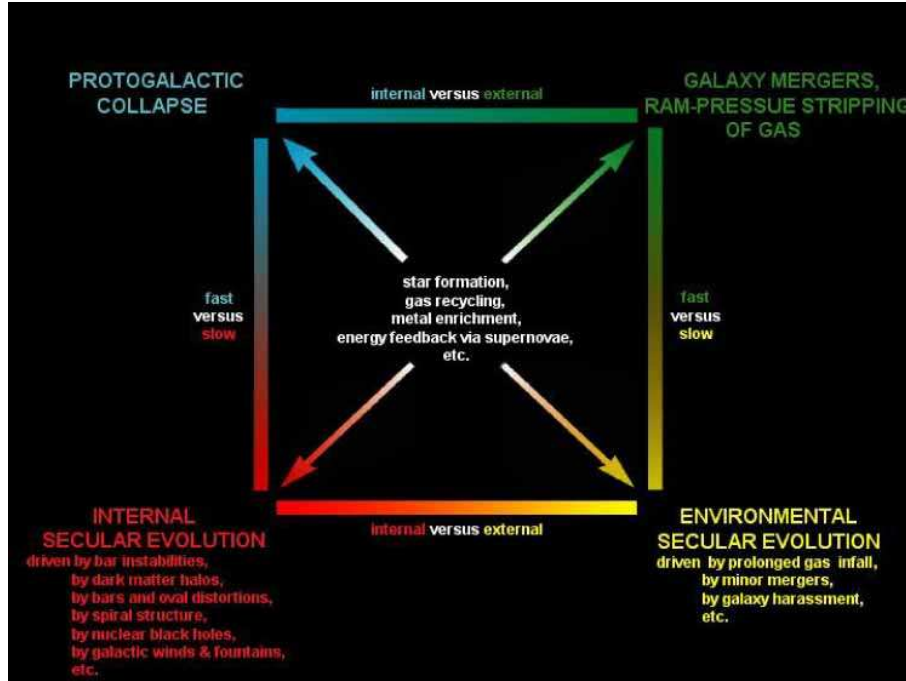 PROTOGALACTIC
COLLAPSE
internal versus external
GALAXY MERGERS,
RAM-PRESSUE STRIPPING
OF GAS
fast
versus
slow
star formation,
gas recycling,
metal enrichment,
energy feedback via supernovae,
etc.
fast
versus
slow
INTERNAL
SECULAR EVOLUTION
driven by bar instabilities,
by dark matter halos,
by bars and oval distortions,
by spiral structure,
by nuclear black holes,
by galactic winds & fountains,
etc.
internal versus external
ENVIRONMENTAL
SECULAR EVOLUTION
driven by prolonged gas infall,
by minor mergers,
by galaxy harassment,
etc.